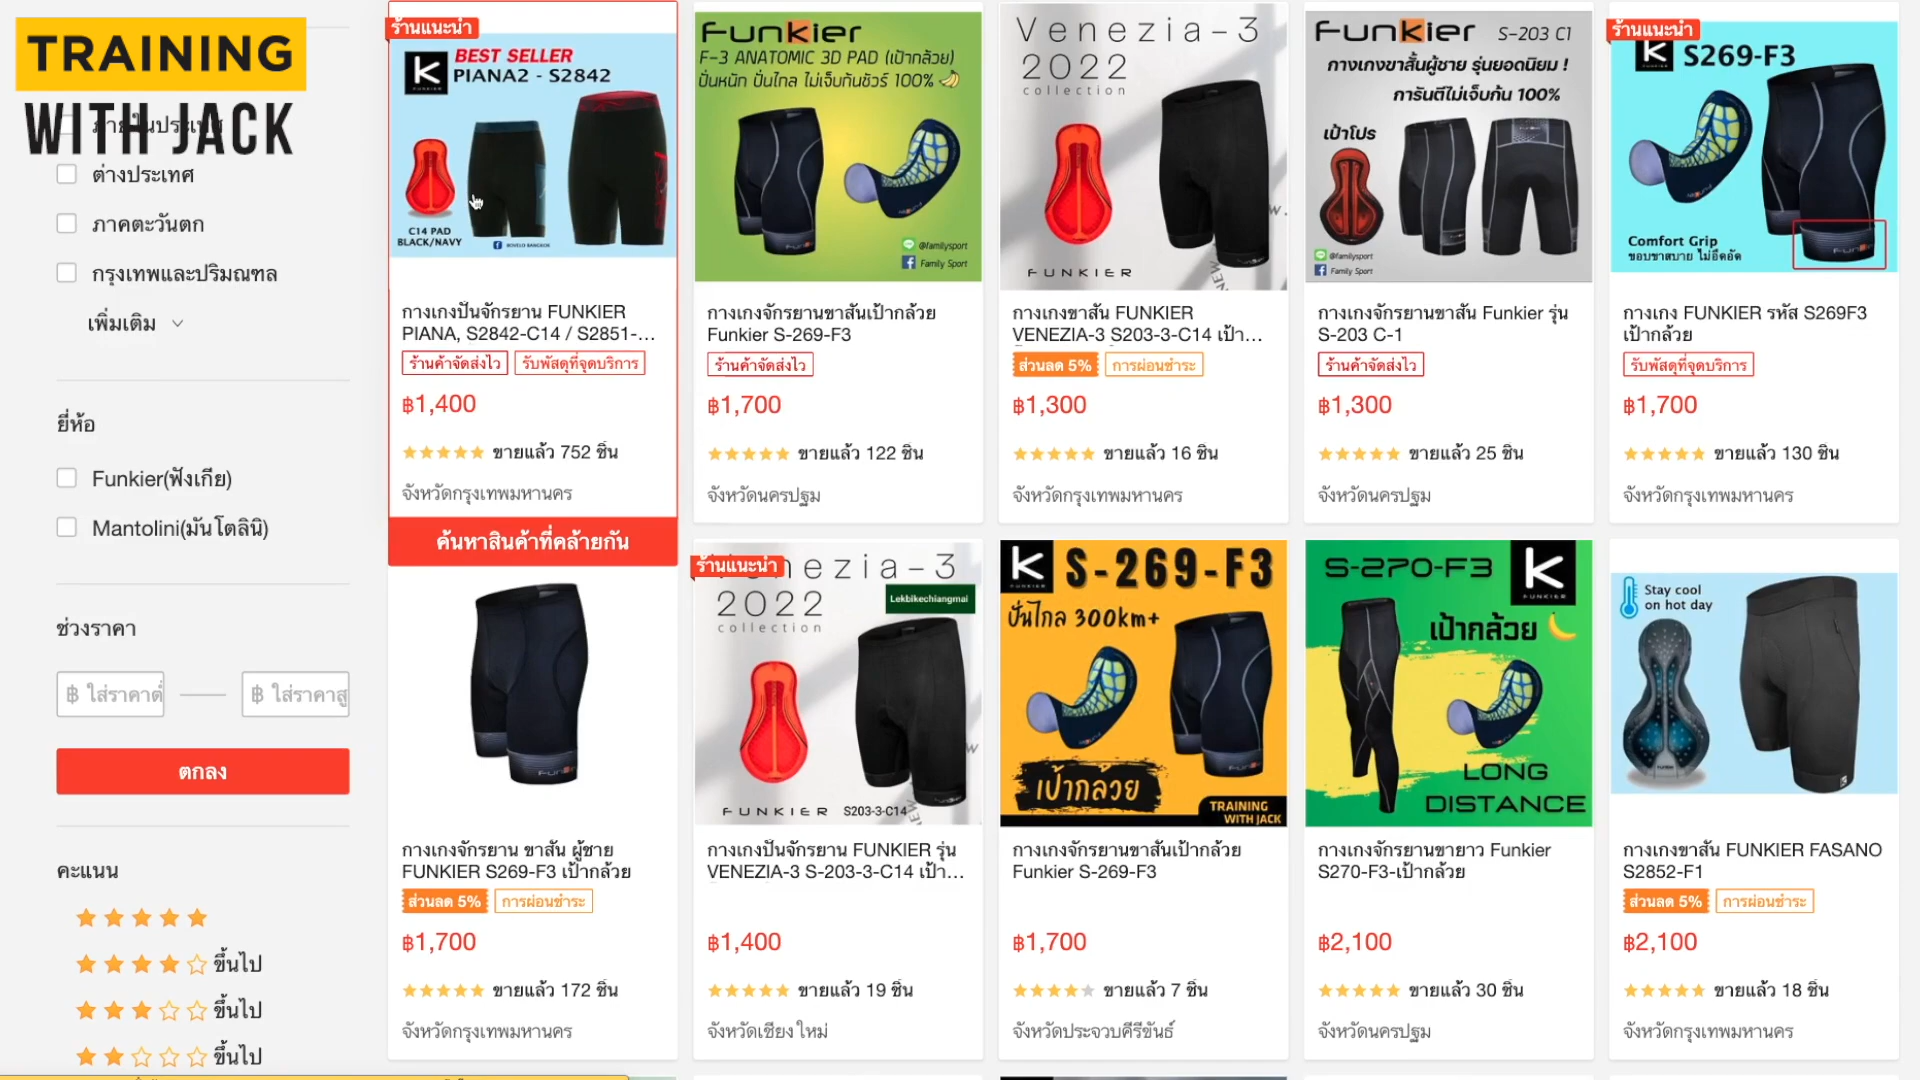 TRAINING
WITH JACK
ภายในประเทศ
ต่างประเทศ
ภาคตะวันตก
กรุงเทพและปริมณฑล
เพิ่มเติม
ยี่ห้อ
Funkier(ฟังเกีย)
Mantolini(มันโตลินิ)
ช่วงราคา
฿ ใส่ราคาต่ำ
฿ ใส่ราคาสู
ตกลง
คะแนน
ขึ้นไป
ขึ้นไป
ขึ้นไป
ร้านแนะนำ
K
FUNKIER
BEST SELLER
PIANA2 - S2842
C14 PAD
BLACK/NAVY
BOVELO BANGKOK
กางเกงปั่นจักรยาน FUNKIER
PIANA, S2842-C14 / S2851-...
ร้านค้าจัดส่งไว
รับพัสดุที่จุดบริการ
฿1,400
ขายแล้ว 752 ชิ้น
จังหวัดกรุงเทพมหานคร
ค้นหาสินค้าที่คล้ายกัน
Funkier
F-3 ANATOMIC 3D PAD (เป้ากล้วย)
ปั่นหนัก ปั่นไกล ไม่เจ็บก้นชัวร์ 100%
@familysport
Family Sport
กางเกงจักรยานขาสั้นเป้ากล้วย
Funkier S-269-F3
ร้านค้าจัดส่งไว
฿1,700
ขายแล้ว 122 ชิ้น
จังหวัดนครปฐม
Venezia-3
2022
collection
FUNKIER
NEW
กางเกงขาสั้น FUNKIER
VENEZIA-3 S203-3-C14 เป้า...
ส่วนลด 5%
การผ่อนชำระ
฿1,300
ขายแล้ว 16 ชิ้น
จังหวัดกรุงเทพมหานคร
Funkier S-203 C1
กางเกงขาสั้นผู้ชาย รุ่นยอดนิยม !
การันตีไม่เจ็บก้น 100%
เป้าโปร
@familysport
Family Sport
กางเกงจักรยานขาสั้น Funkier รุ่น
S-203 C-1
ร้านค้าจัดส่งไว
฿1,300
ขายแล้ว 25 ชิ้น
จังหวัดนครปฐม
ร้านแนะนำ
K
FUNKIER
S269-F3
Comfort Grip
ขอบขาสบาย ไม่อึดอัด
กางเกง FUNKIER รหัส S269F3
เป้ากล้วย
รับพัสดุที่จุดบริการ
฿1,700
ขายแล้ว 130 ชิ้น
จังหวัดกรุงเทพมหานคร
กางเกงจักรยาน ขาสั้น ผู้ชาย
FUNKIER S269-F3 เป้ากล้วย
ส่วนลด 5%
การผ่อนชำระ
฿1,700
ขายแล้ว 172 ชิ้น
จังหวัดกรุงเทพมหานคร
ร้านแนะนำ
Venezia-3
2022
collection
Lekbikechiangmai
FUNKIER S203-3-C14
กางเกงปั่นจักรยาน FUNKIER รุ่น
VENEZIA-3 S-203-3-C14 เป้า...
฿1,400
ขายแล้ว 19 ชิ้น
จังหวัดเชียงใหม่
K
FUNKIER
S-269-F3
ปั่นไกล 300km+
เป้ากล้วย
TRAINING
WITH JACK
กางเกงจักรยานขาสั้นเป้ากล้วย
Funkier S-269-F3
฿1,700
ขายแล้ว 7 ชิ้น
จังหวัดประจวบคีรีขันธ์
S-270-F3
K
FUNKIER
เป้ากล้วย
LONG
DISTANCE
กางเกงจักรยานขายาว Funkier
S270-F3-เป้ากล้วย
฿2,100
ขายแล้ว 30 ชิ้น
จังหวัดนครปฐม
Stay cool
on hot day
กางเกงขาสั้น FUNKIER FASANO
S2852-F1
ส่วนลด 5%
การผ่อนชำระ
฿2,100
ขายแล้ว 18 ชิ้น
จังหวัดกรุงเทพมหานคร